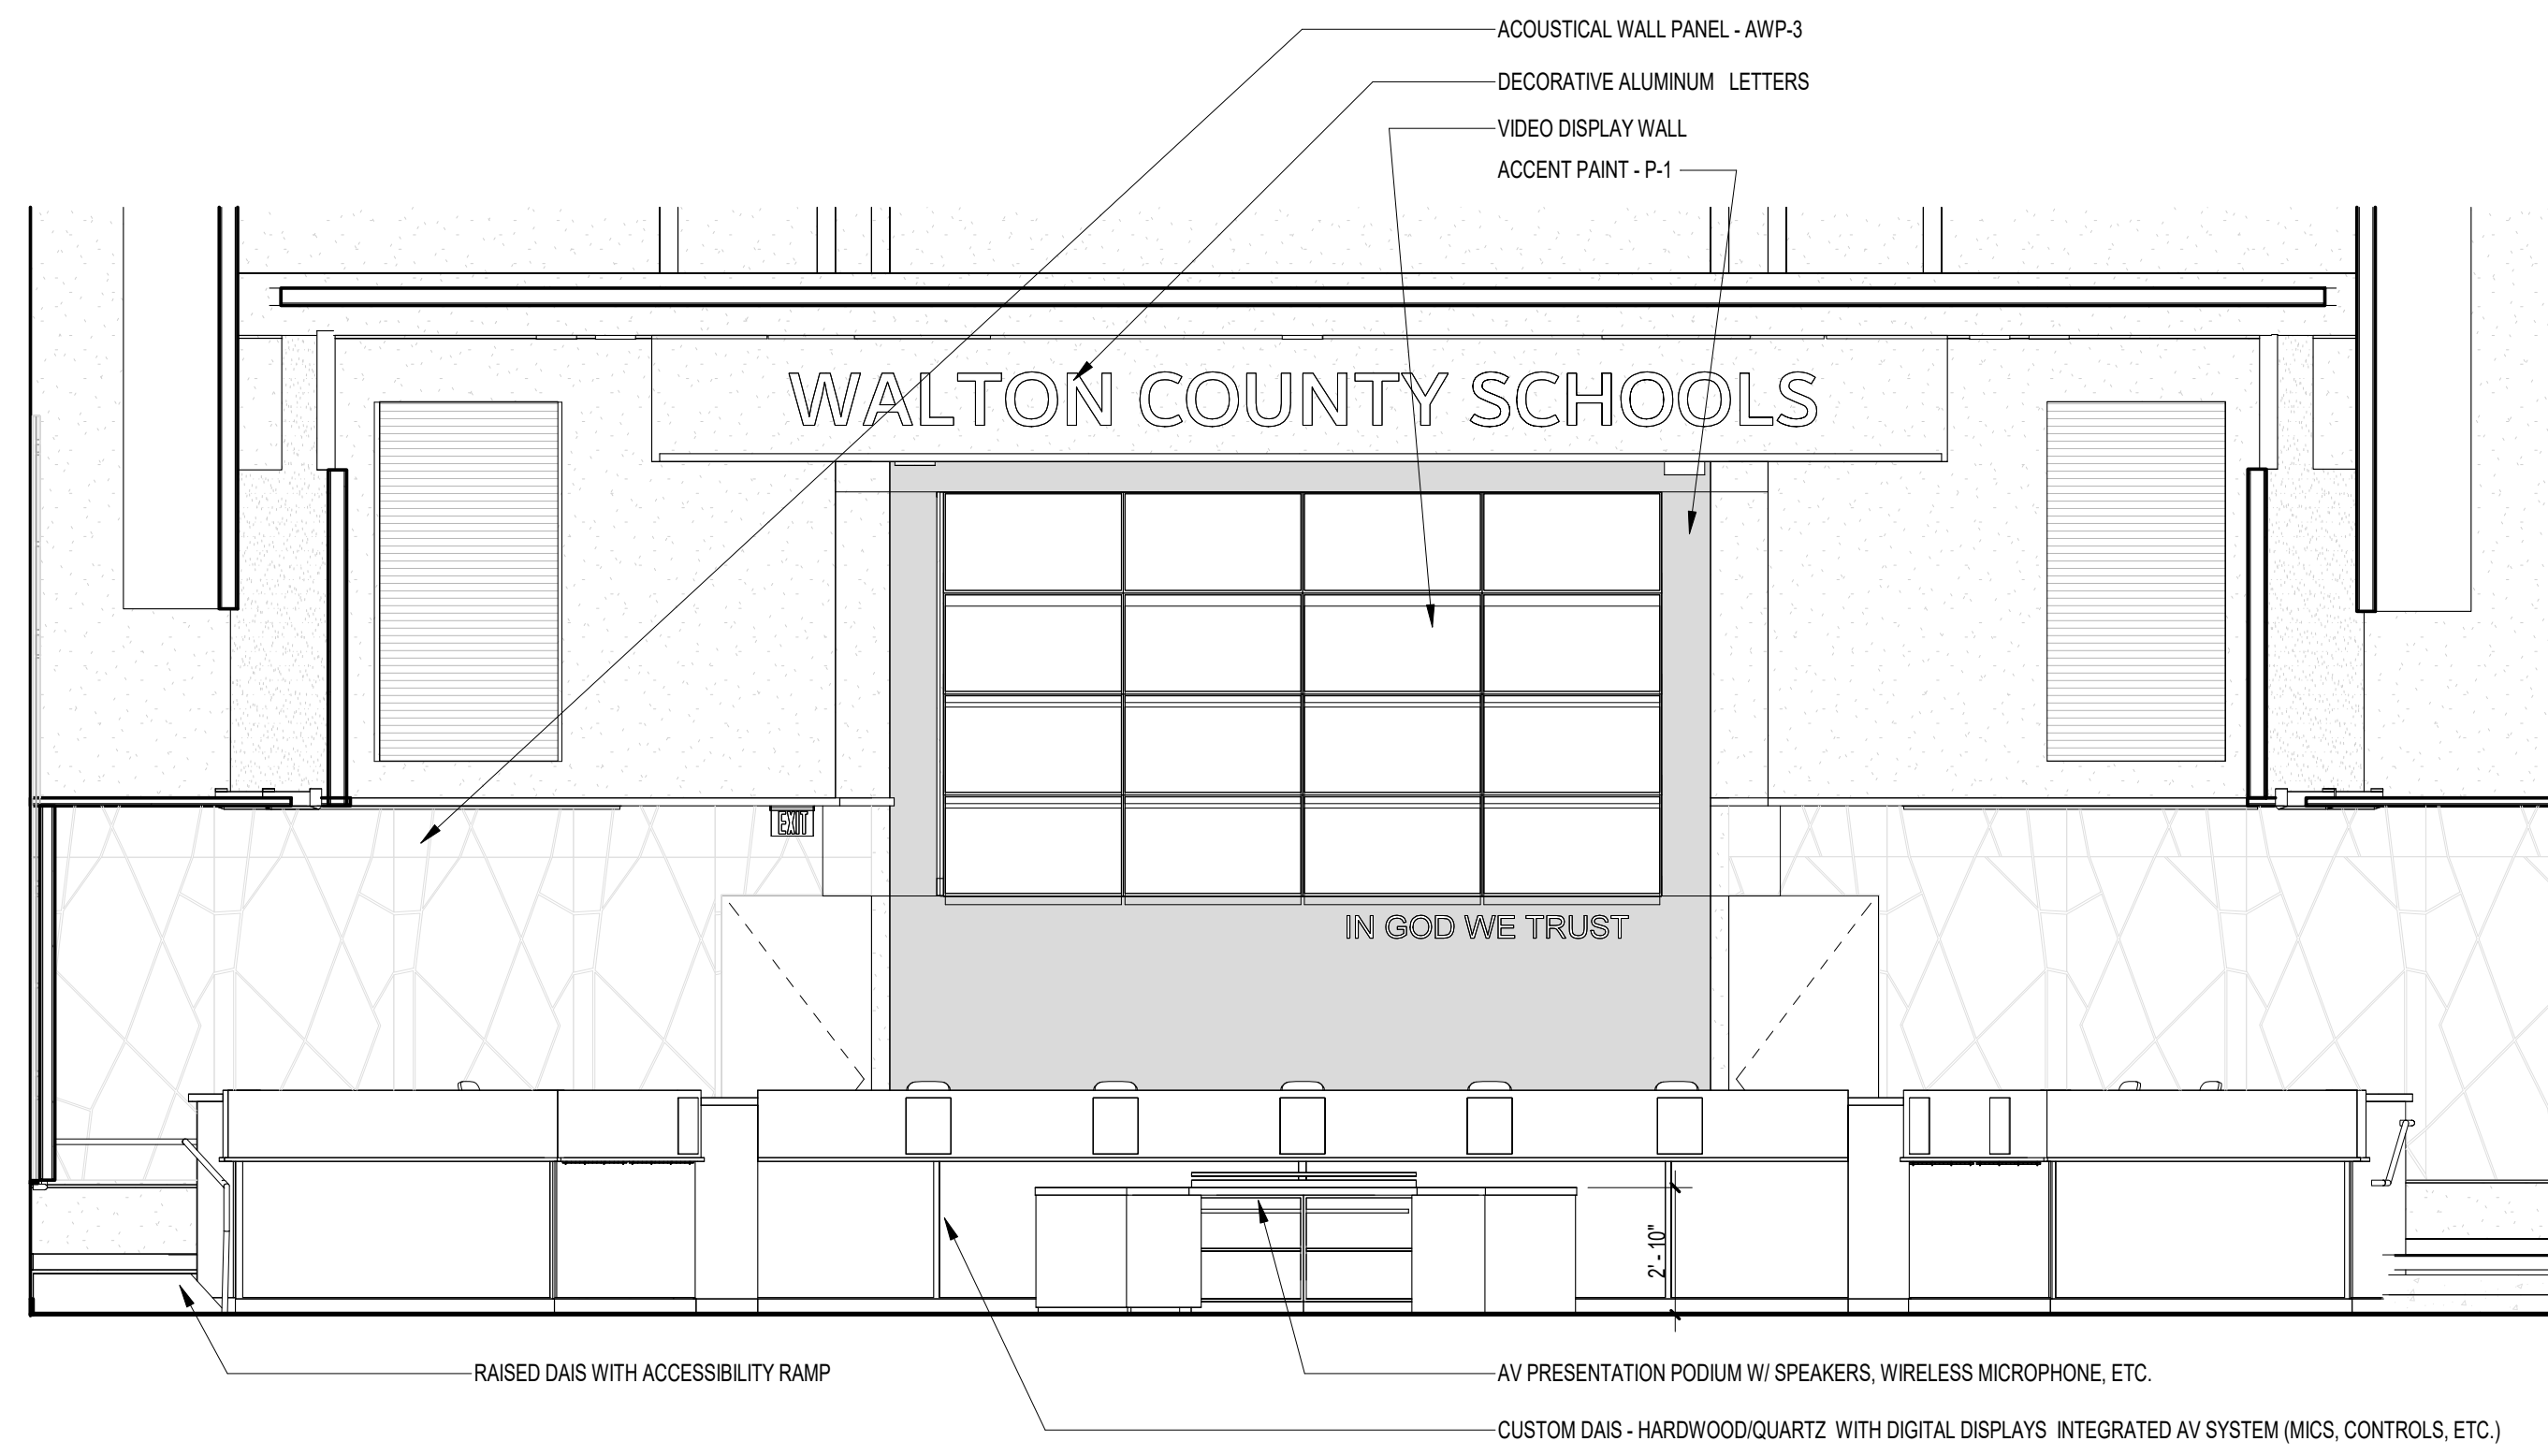 ACOUSTICAL WALL PANEL - AWP-3
DECORATIVE ALUMINUM LETTERS
VIDEO DISPLAY WALL
ACCENT PAINT - P-1
WALTON COUNTY SCHOOLS
EXIT
IN GOD WE TRUST
2' - 10"
RAISED DAIS WITH ACCESSIBILITY RAMP
AV PRESENTATION PODIUM W/ SPEAKERS, WIRELESS MICROPHONE, ETC.
CUSTOM DAIS - HARDWOOD/QUARTZ WITH DIGITAL DISPLAYS INTEGRATED AV SYSTEM (MICS, CONTROLS, ETC.)